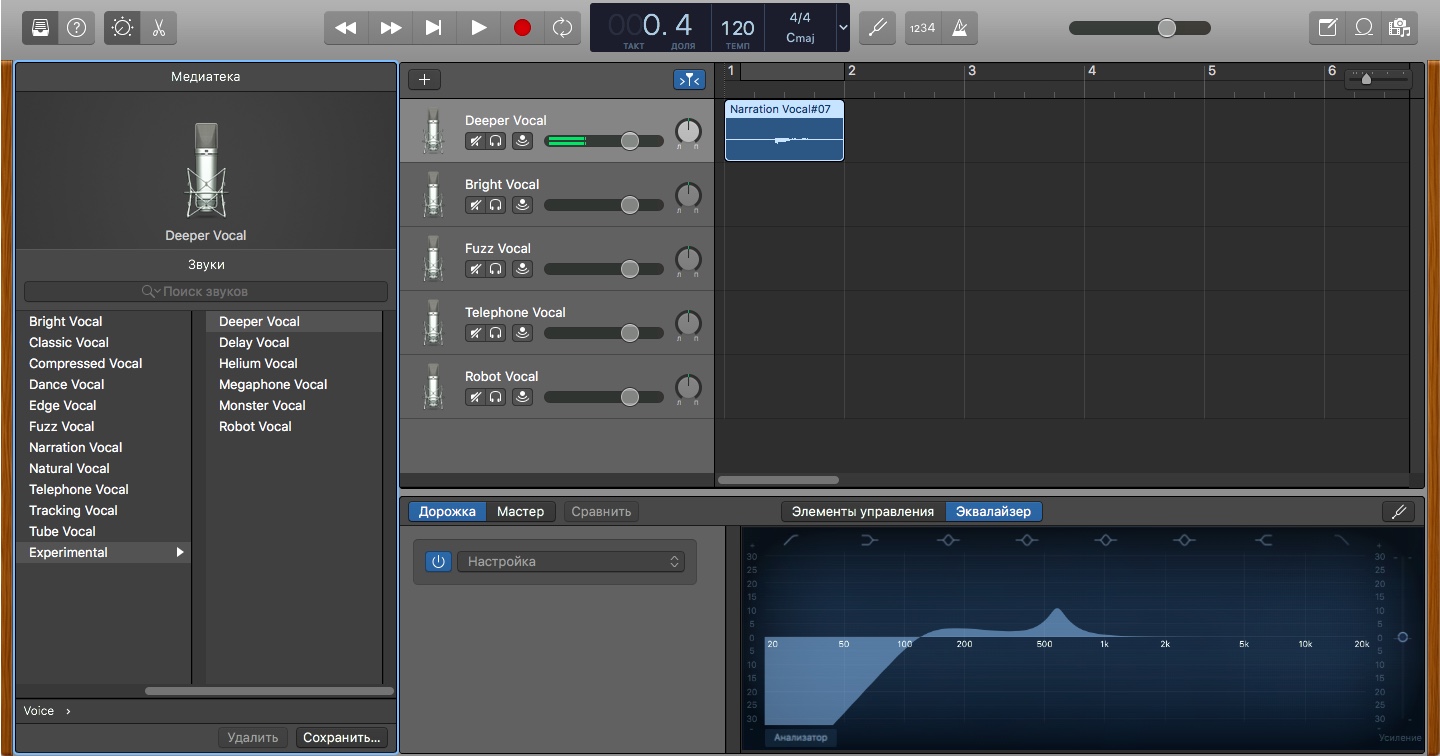 000.4
ТАКТ ДОЛЯ
120
ТЕМП
4/4
Cmaj
1234
Медиатека
Deeper Vocal
Звуки
Поиск звуков
Bright Vocal
Classic Vocal
Compressed Vocal
Dance Vocal
Edge Vocal
Fuzz Vocal
Narration Vocal
Natural Vocal
Telephone Vocal
Tracking Vocal
Tube Vocal
Experimental
Deeper Vocal
Delay Vocal
Helium Vocal
Megaphone Vocal
Monster Vocal
Robot Vocal
Voice ›
Удалить Сохранить...
1 2 3 4 5 6
Deeper Vocal
Narration Vocal#07
Bright Vocal
Fuzz Vocal
Telephone Vocal
Robot Vocal
Дорожка Мастер Сравнить
Элементы управления Эквалайзер
Настройка
+ +
30 30
25 25
20 20
15 15
10 10
5 5
0 20 50 100 200 500 1k 2k 5k 10k 20k 0
5 5
10 10
15 15
20 20
25 25
30 30
- -
Анализатор Усиление